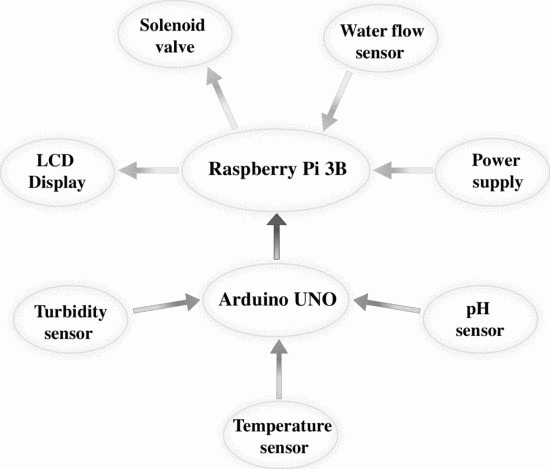 Solenoid
valve
Water flow
sensor
LCD
Display
Raspberry Pi 3B
Power
supply
Turbidity
sensor
Arduino UNO
pH
sensor
Temperature
sensor